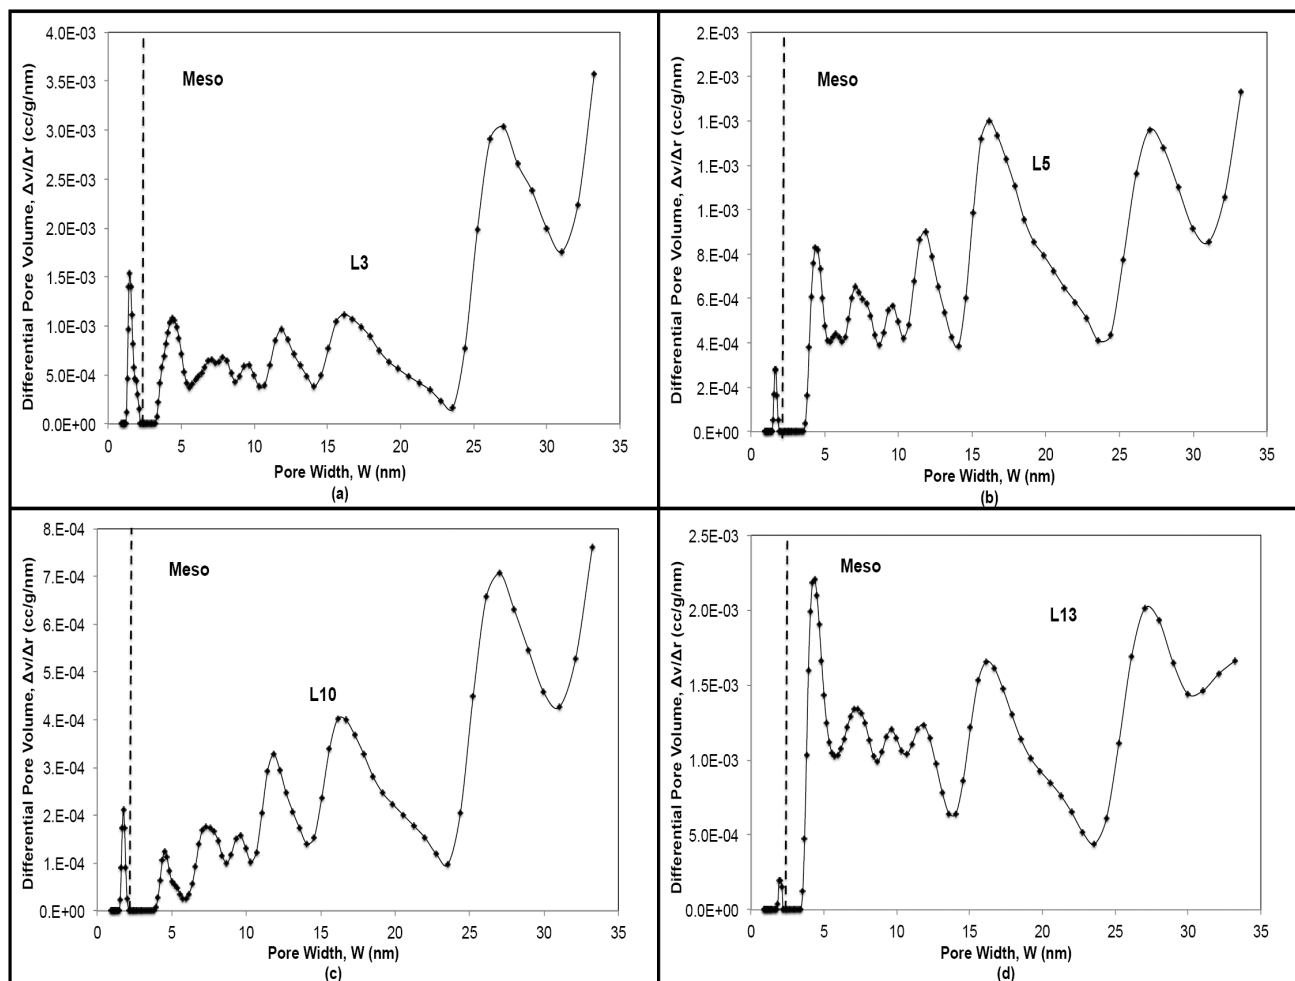 4.0E-03
3.5E-03
3.0E-03
2.5E-03
2.0E-03
1.5E-03
1.0E-03
5.0E-04
0.0E+00
Differential Pore Volume, Δv/Δr (cc/g/nm)
Meso
L3
0 5 10 15 20 25 30 35
Pore Width, W (nm)
(a)
2.E-03
2.E-03
1.E-03
1.E-03
1.E-03
8.E-04
6.E-04
4.E-04
2.E-04
0.E+00
Differential Pore Volume, Δv/Δr (cc/g/nm)
Meso
L5
0 5 10 15 20 25 30 35
Pore Width, W (nm)
(b)
8.E-04
7.E-04
6.E-04
5.E-04
4.E-04
3.E-04
2.E-04
1.E-04
0.E+00
Differential Pore Volume, Δv/Δr (cc/g/nm)
Meso
L10
0 5 10 15 20 25 30 35
Pore Width, W (nm)
(c)
2.5E-03
2.0E-03
1.5E-03
1.0E-03
5.0E-04
0.0E+00
Differential Pore Volume, Δv/Δr (cc/g/nm)
Meso
L13
0 5 10 15 20 25 30 35
Pore Width, W (nm)
(d)